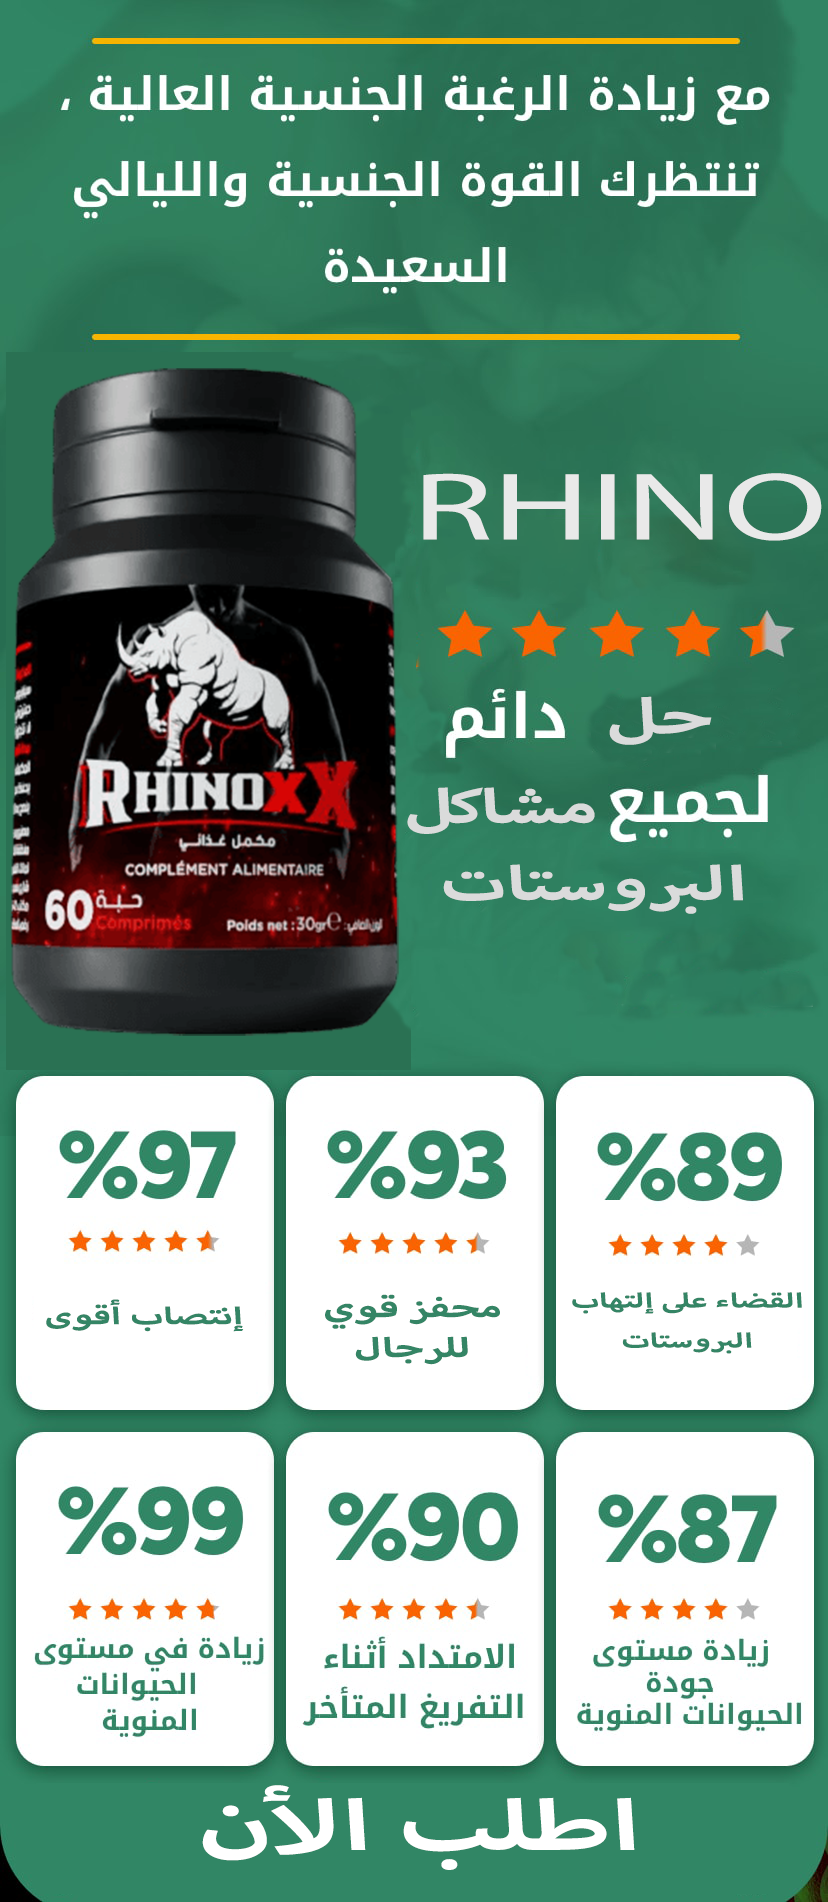 مع زيادة الرغبة الجنسية العالية ،
تنتظرك القوة الجنسية والليالي
السعيدة
RHINO
حل دائم
لجميع مشاكل
البروستات
RHINOXX
مكمل غذائي
COMPLÉMENT ALIMENTAIRE
60 حبة
Comprimés
Poids net : 30gr e الوزن الصافي:
%89
القضاء على إلتهاب
البروستات
%93
محفز قوي
للرجال
%97
إنتصاب أقوى
%87
زيادة مستوى
جودة
الحيوانات المنوية
%90
الامتداد أثناء
التفريغ المتأخر
%99
زيادة في مستوى
الحيوانات
المنوية
اطلب الأن